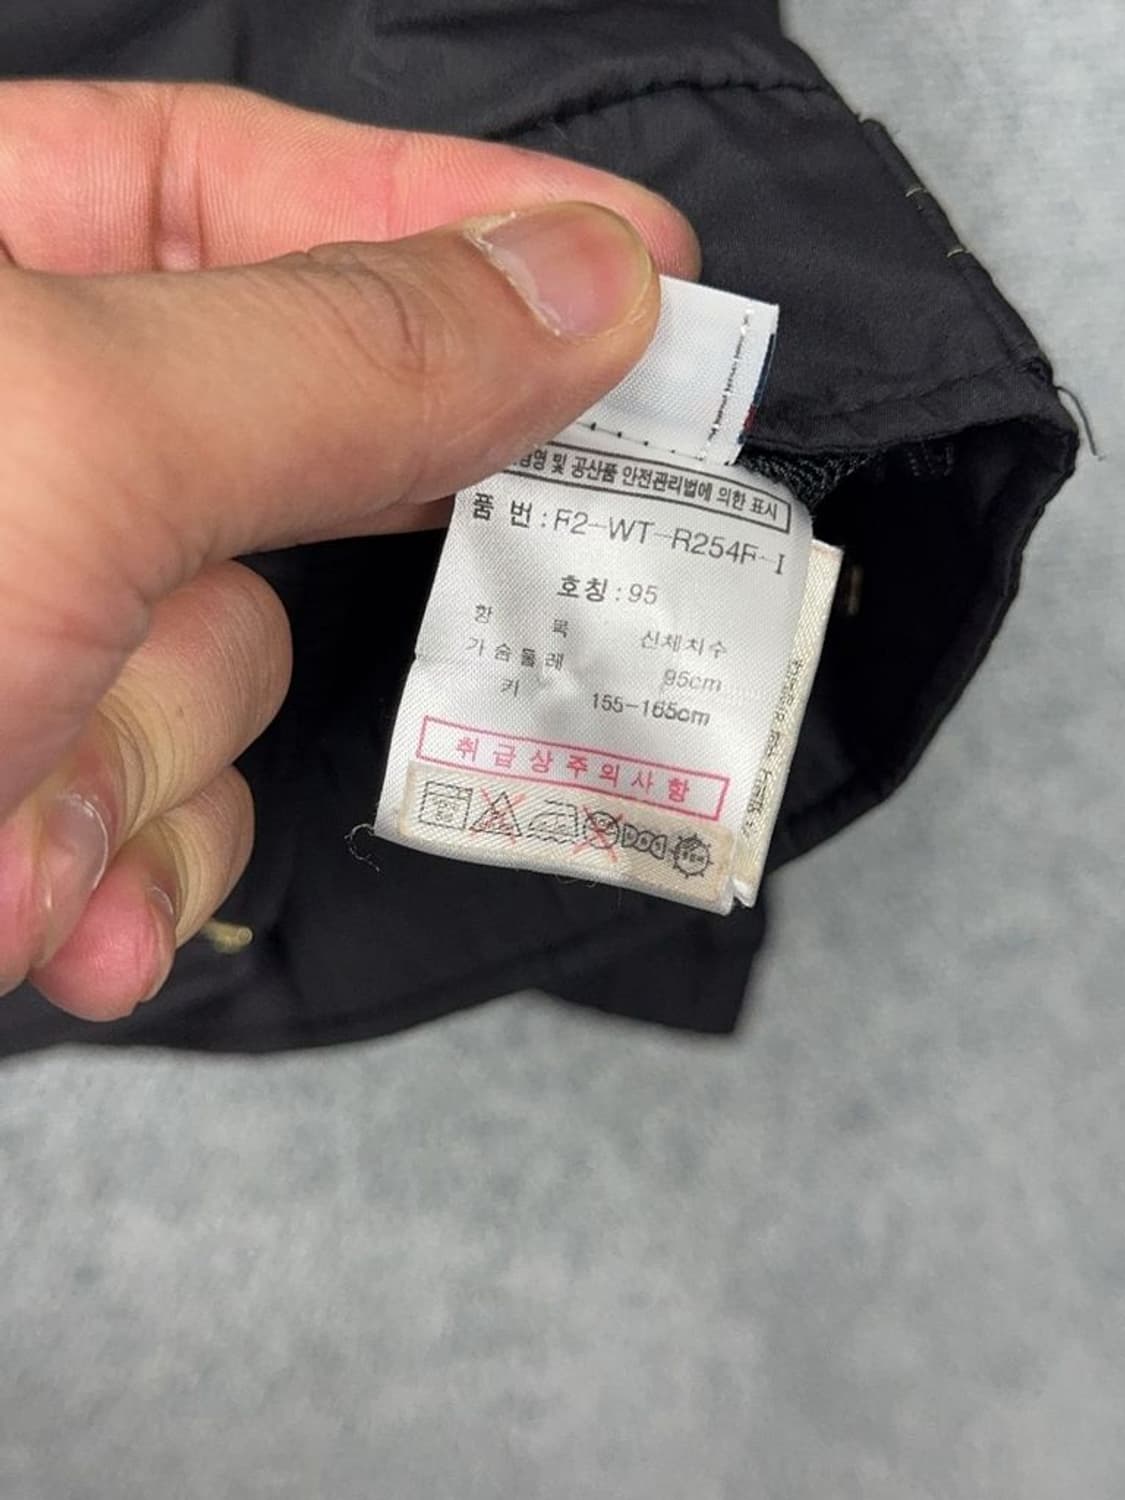 및 공산품 안전관리법에 의한 표시
품 번 : F2-WT-R254F-I
호칭 : 95
항 목 신체치수
가슴둘레 95cm
키 155-165cm
취급상주의사항